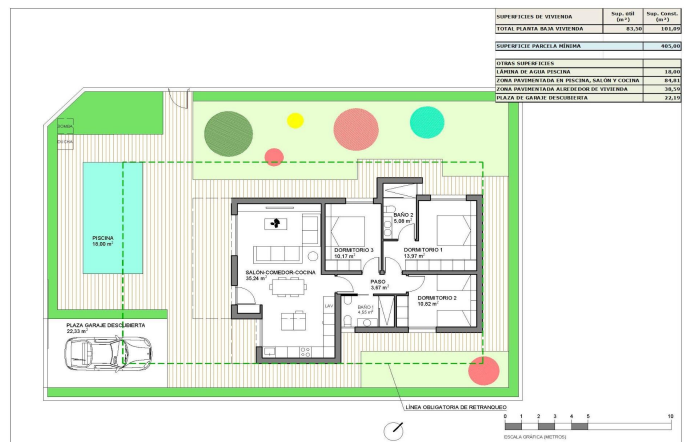 SUPERFICIES DE VIVIENDA Sup. útil (m²) Sup. Const. (m²)
TOTAL PLANTA BAJA VIVIENDA 83,50 101,09
SUPERFICIE PARCELA MÍNIMA 405,00
OTRAS SUPERFICIES
LÁMINA DE AGUA PISCINA 18,00
ZONA PAVIMENTADA EN PISCINA, SALÓN Y COCINA 84,81
ZONA PAVIMENTADA ALREDEDOR DE VIVIENDA 38,59
PLAZA DE GARAJE DESCUBIERTA 22,19
BOMBA
DUCHA
PISCINA
18.00 m²
BAÑO 2
5,06 m²
DORMITORIO 3
10,17 m²
DORMITORIO 1
13,97 m²
SALÓN-COMEDOR-COCINA
35,24 m²
PASO
3,67 m²
LAV
BAÑO 1
4,65 m²
DORMITORIO 2
10,82 m²
PLAZA GARAJE DESCUBIERTA
22,33 m²
LÍNEA OBLIGATORIA DE RETRANQUEO
0 1 2 3 4 5 10
ESCALA GRÁFICA (METROS)